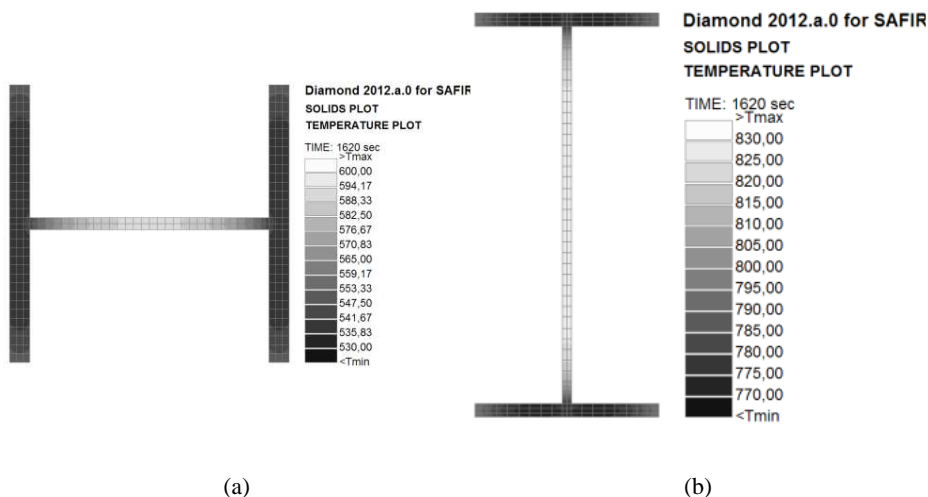 Diamond 2012.a.0 for SAFIR
SOLIDS PLOT
TEMPERATURE PLOT
TIME: 1620 sec
>Tmax
600,00
594,17
588,33
582,50
576,67
570,83
565,00
559,17
553,33
547,50
541,67
535,83
530,00
<Tmin
(a)
Diamond 2012.a.0 for SAFIR
SOLIDS PLOT
TEMPERATURE PLOT
TIME: 1620 sec
>Tmax
830,00
825,00
820,00
815,00
810,00
805,00
800,00
795,00
790,00
785,00
780,00
775,00
770,00
<Tmin
(b)